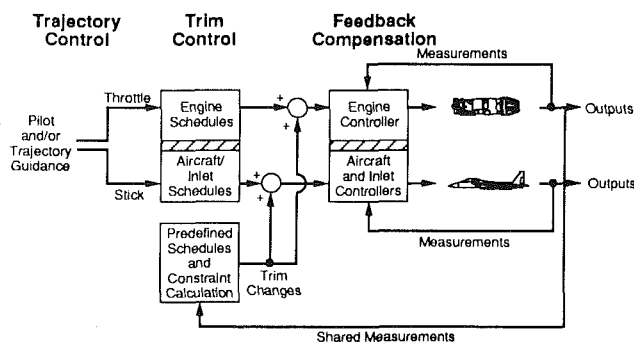 Trajectory
Control
Trim
Control
Feedback
Compensation
Measurements
Throttle
Engine
Schedules
+
+
Engine
Controller
Outputs
Pilot
and/or
Trajectory
Guidance
Stick
Aircraft/
Inlet
Schedules
+
+
Aircraft
and Inlet
Controllers
Outputs
Measurements
Predefined
Schedules
and
Constraint
Calculation
Trim
Changes
Shared Measurements